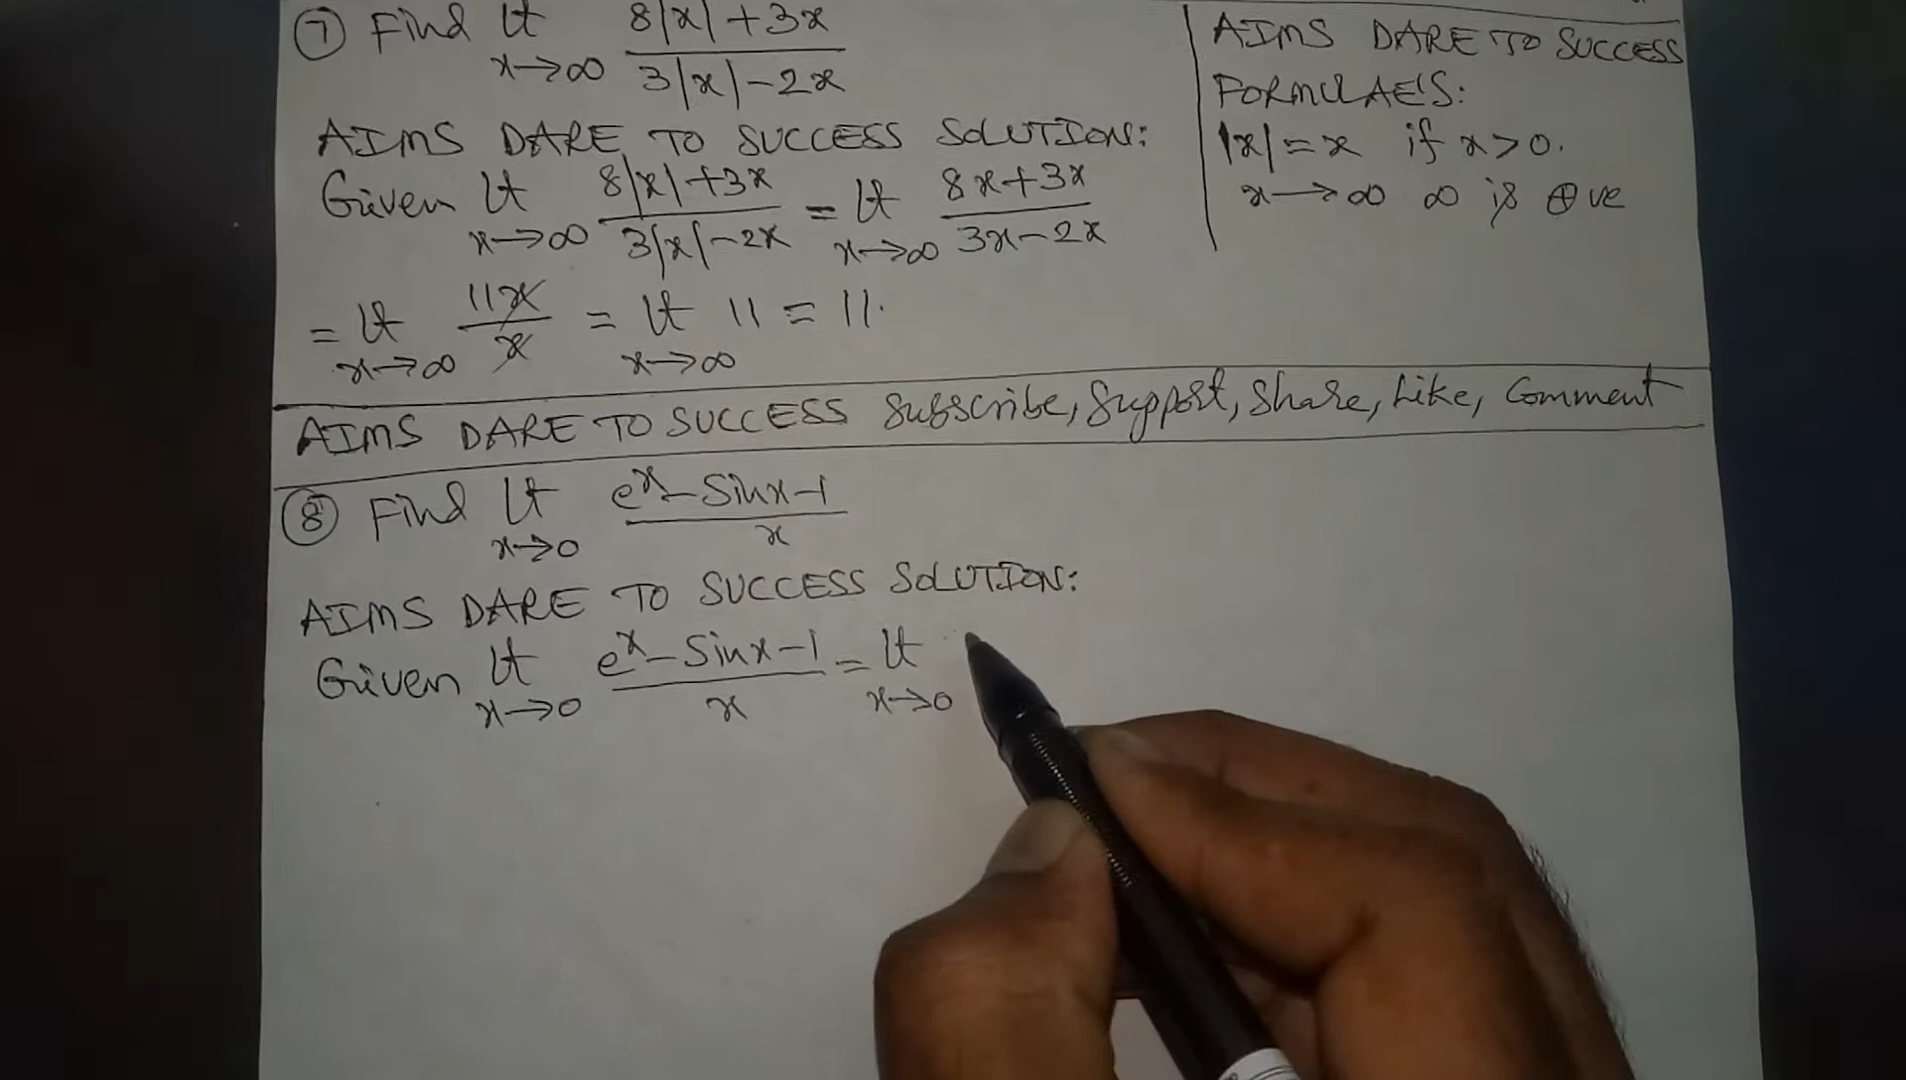 ⑦ Find lt x→∞ 8|x|+3x / 3|x|-2x
AIMS DARE TO SUCCESS SOLUTION:
Given lt x→∞ 8|x|+3x / 3|x|-2x = lt x→∞ 8x+3x / 3x-2x
= lt x→∞ 11x / x = lt x→∞ 11 = 11.
AIMS DARE TO SUCCESS
FORMULAE'S:
|x|=x if x>0.
x→∞ ∞ is ⊕ve
AIMS DARE TO SUCCESS Subscribe, Support, Share, Like, Comment
⑧ Find lt x→0 eˣ-Sinx-1 / x
AIMS DARE TO SUCCESS SOLUTION:
Given lt x→0 eˣ-Sinx-1 / x = lt x→0